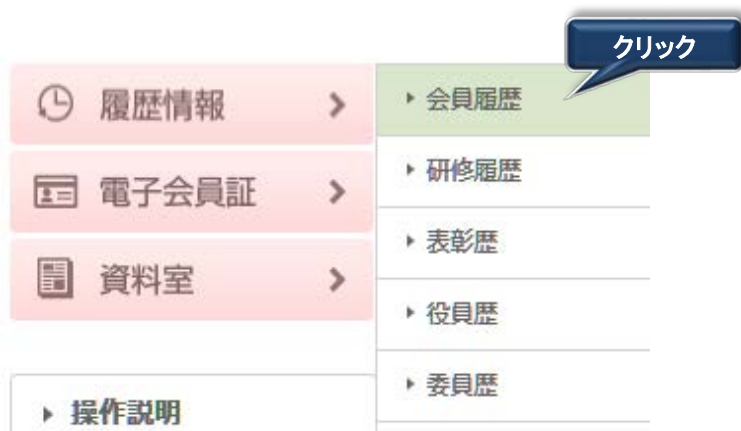 クリック
履歴情報
電子会員証
資料室
操作説明
会員履歴
研修履歴
表彰歴
役員歴
委員歴